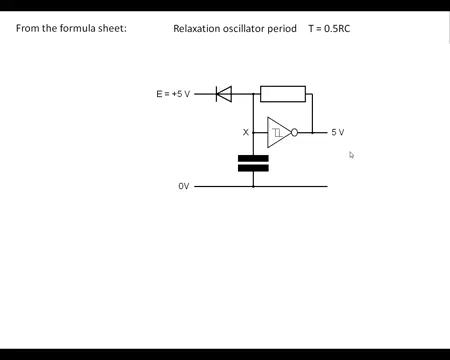 From the formula sheet: Relaxation oscillator period T = 0.5RC
E = +5 V
X
5 V
0V